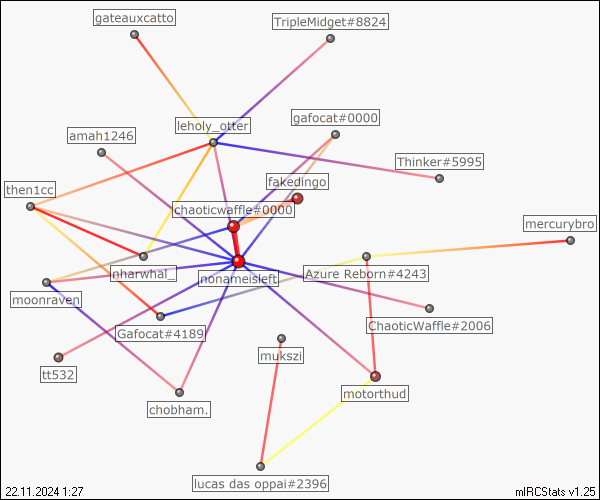 gateauxcatto
TripleMidget#8824
leholy_otter
gafocat#0000
amah1246
Thinker#5995
fakedingo
then1cc
chaoticwaffle#0000
mercurybro
nharwhal_
nonameisleft
Azure Reborn#4243
moonraven
Gafocat#4189
ChaoticWaffle#2006
mukszi
tt532
motorthud
chobham.
lucas das oppai#2396
22.11.2024 1:27
mIRCStats v1.25